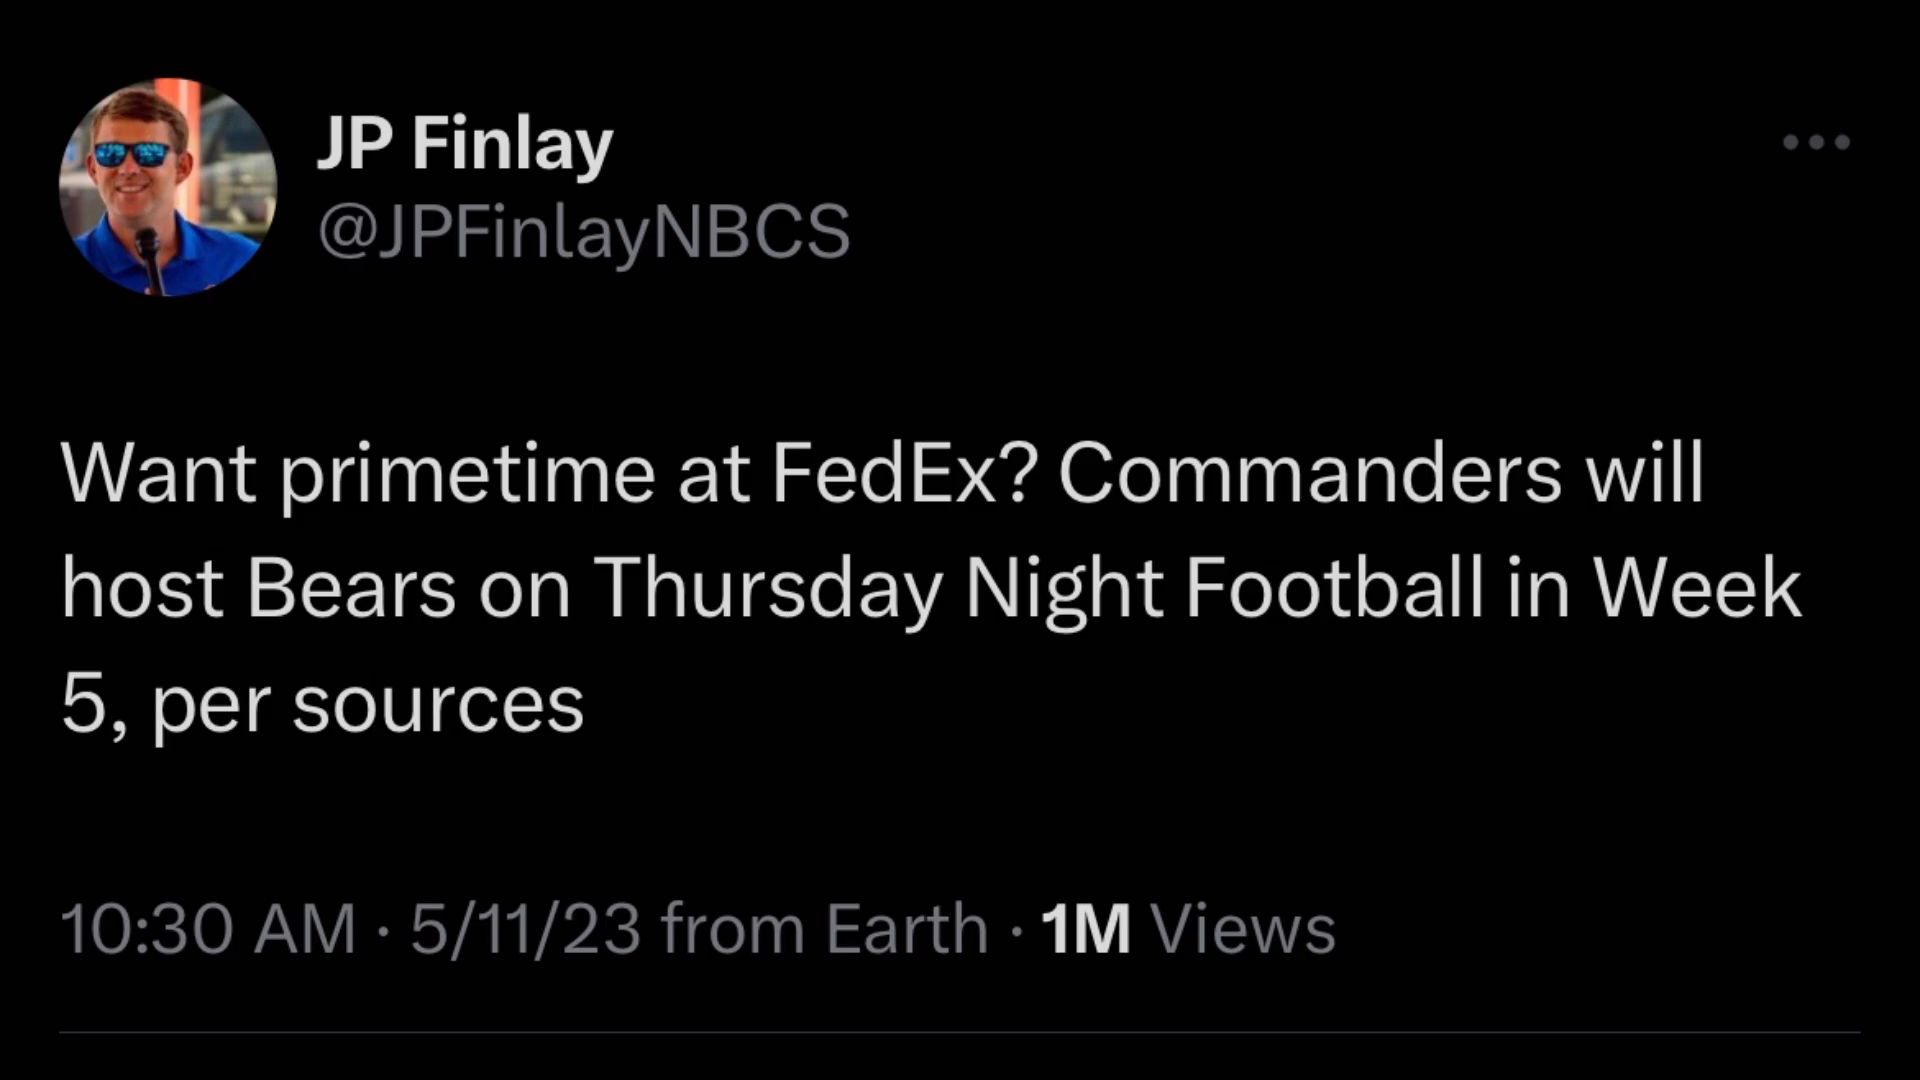 JP Finlay
@JPFinlayNBCS
Want primetime at FedEx? Commanders will
host Bears on Thursday Night Football in Week
5, per sources
10:30 AM · 5/11/23 from Earth · 1M Views